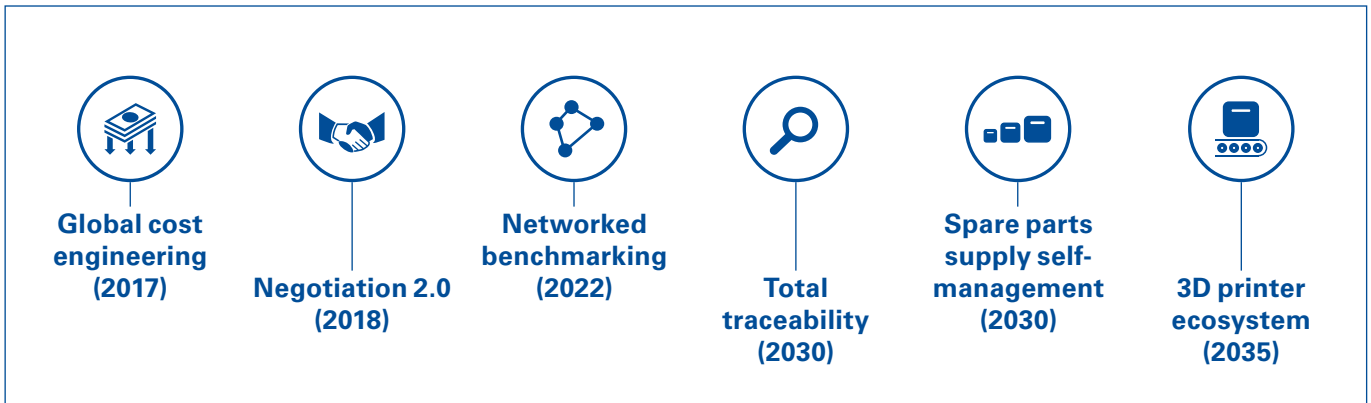 Global cost
engineering
(2017)
Negotiation 2.0
(2018)
Networked
benchmarking
(2022)
Total
traceability
(2030)
Spare parts
supply self-
management
(2030)
3D printer
ecosystem
(2035)